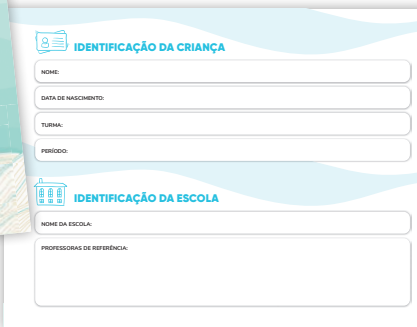 IDENTIFICAÇÃO DA CRIANÇA
NOME:
DATA DE NASCIMENTO:
TURMA:
PERÍODO:
IDENTIFICAÇÃO DA ESCOLA
NOME DA ESCOLA:
PROFESSORAS DE REFERÊNCIA: